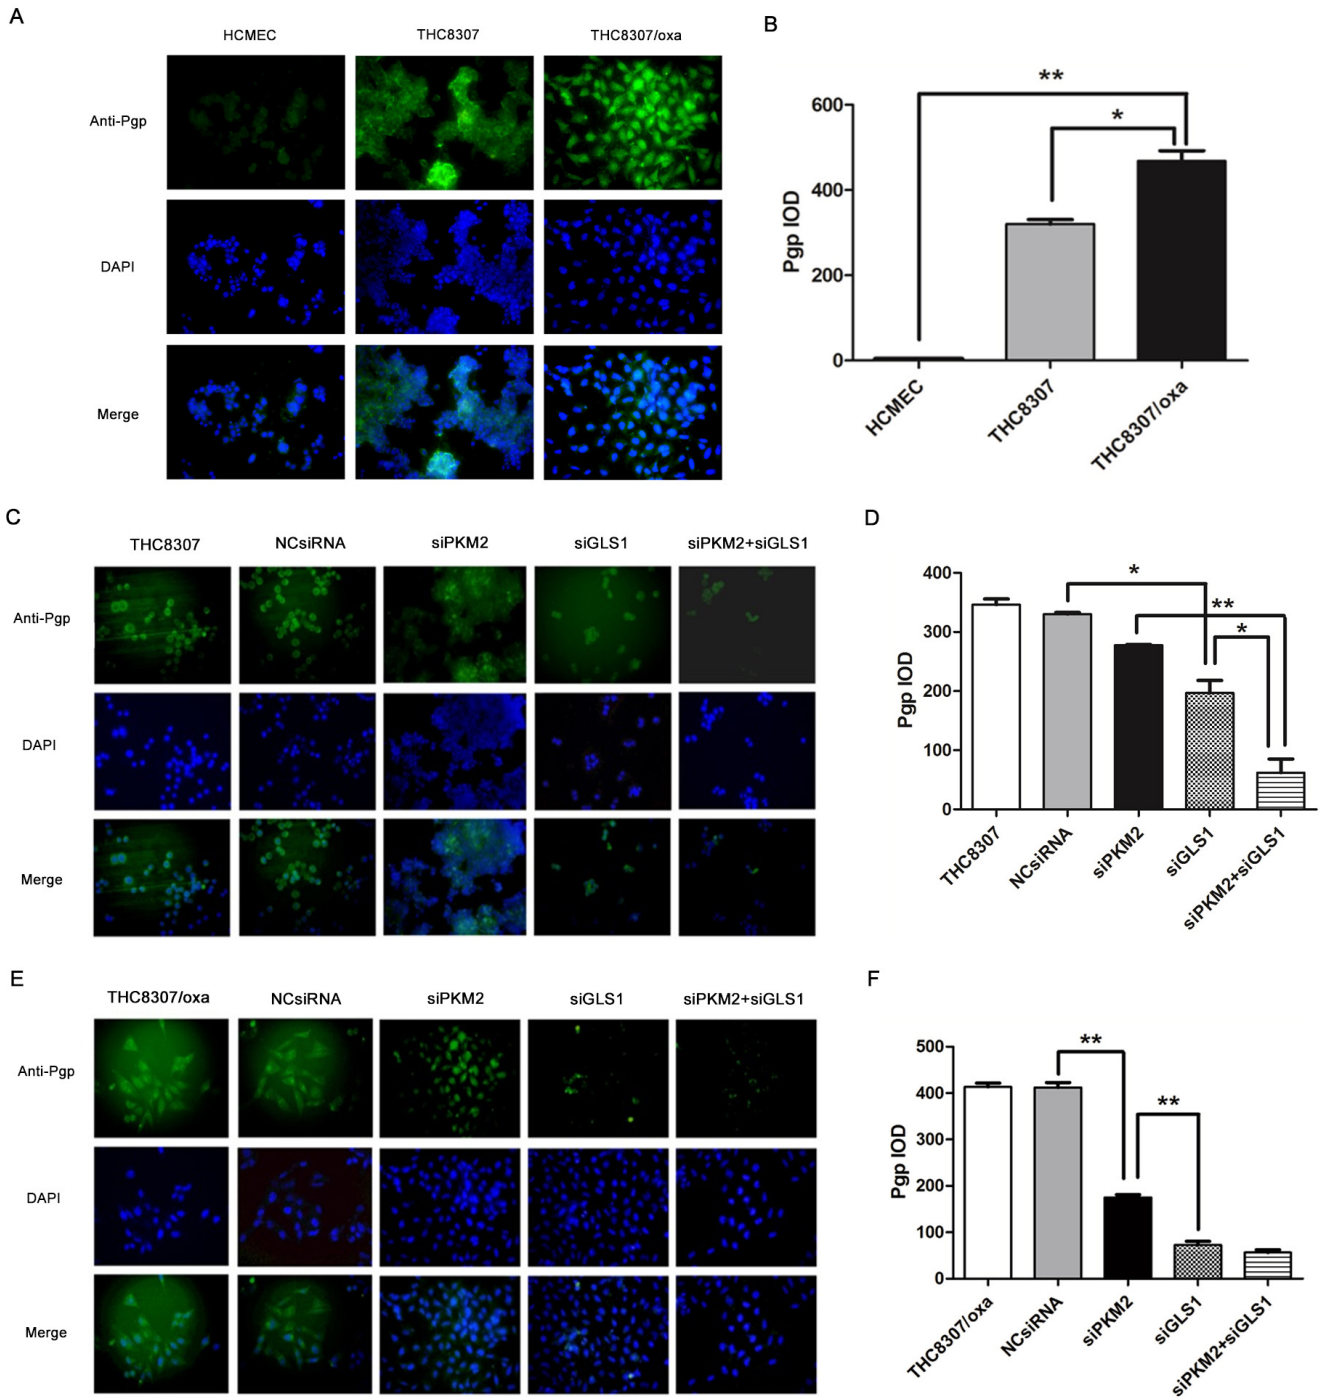 A
HCMEC THC8307 THC8307/oxa
Anti-Pgp
DAPI
Merge
B
**
*
600
400
200
0
Pgp IOD
HCMEC
THC8307
THC8307/oxa
C
THC8307 NCsiRNA siPKM2 siGLS1 siPKM2+siGLS1
Anti-Pgp
DAPI
Merge
D
*
**
*
400
300
200
100
0
Pgp IOD
THC8307
NCsiRNA
siPKM2
siGLS1
siPKM2+siGLS1
E
THC8307/oxa NCsiRNA siPKM2 siGLS1 siPKM2+siGLS1
Anti-Pgp
DAPI
Merge
F
**
**
500
400
300
200
100
0
Pgp IOD
THC8307/oxa
NCsiRNA
siPKM2
siGLS1
siPKM2+siGLS1